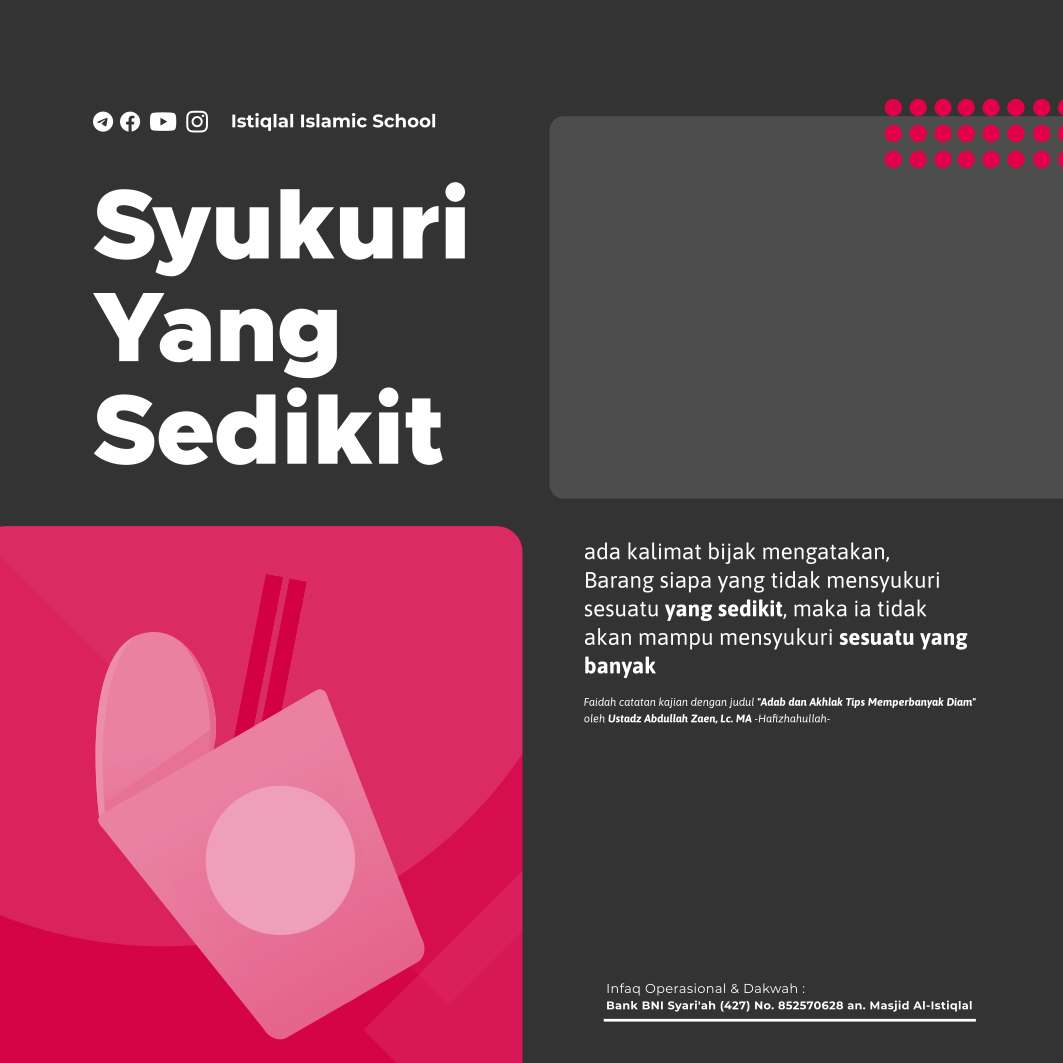 Istiqlal Islamic School
Syukuri
Yang
Sedikit
ada kalimat bijak mengatakan,
Barang siapa yang tidak mensyukuri
sesuatu yang sedikit, maka ia tidak
akan mampu mensyukuri sesuatu yang
banyak
Faidah catatan kajian dengan judul "Adab dan Akhlak Tips Memperbanyak Diam"
oleh Ustadz Abdullah Zaen, Lc. MA -Hafizhahullah-
Infaq Operasional & Dakwah :
Bank BNI Syari'ah (427) No. 852570628 an. Masjid Al-Istiqlal